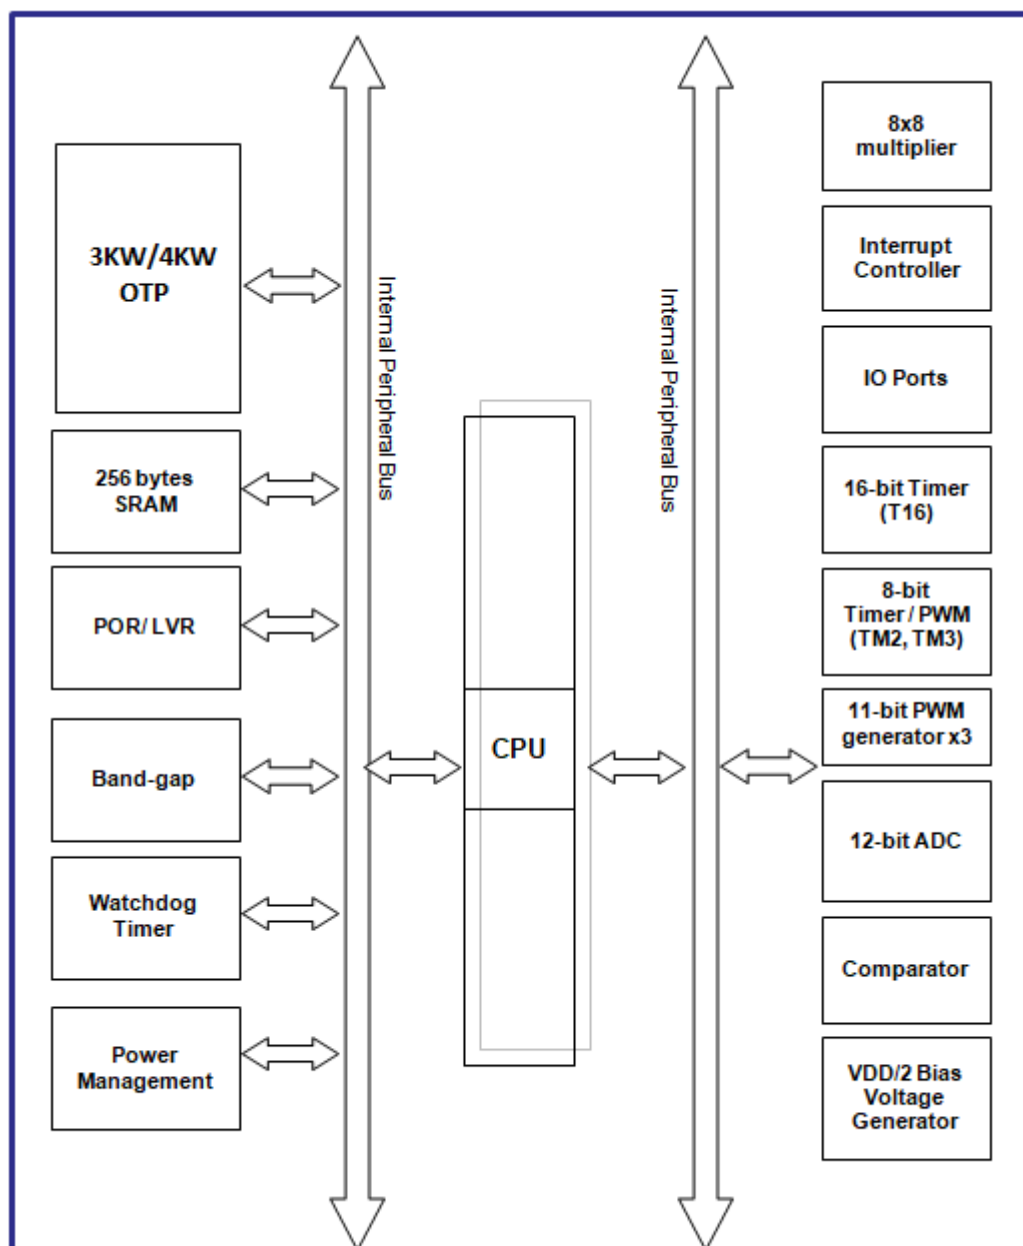 3KW/4KW
OTP
256 bytes
SRAM
POR/ LVR
Band-gap
Watchdog
Timer
Power
Management
Internal Peripheral Bus
CPU
Internal Peripheral Bus
8x8
multiplier
Interrupt
Controller
IO Ports
16-bit Timer
(T16)
8-bit
Timer / PWM
(TM2, TM3)
11-bit PWM
generator x3
12-bit ADC
Comparator
VDD/2 Bias
Voltage
Generator